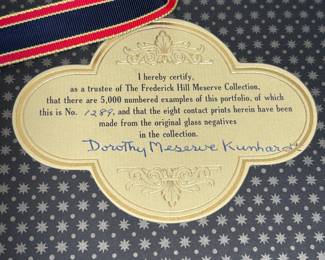 I hereby certify,
as a trustee of The Frederick Hill Meserve Collection,
that there are 5,000 numbered examples of this portfolio, of which
this is No. 1289, and that the eight contact prints herein have been
made from the original glass negatives
in the collection.
Dorothy Meserve Kunhardt